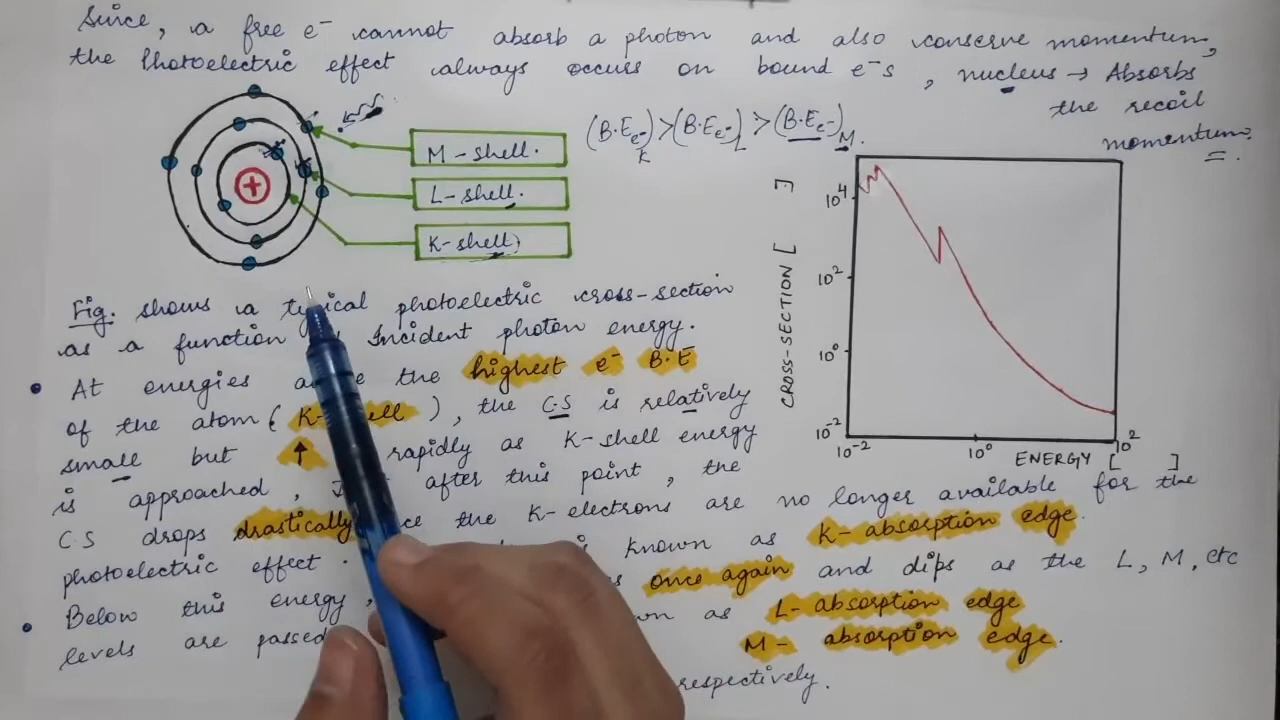 Since, a free e⁻ cannot absorb a photon and also conserve momentum,
the Photoelectric effect always occurs on bound e⁻s, nucleus → Absorbs
the recoil
momentum.
(B.E e⁻)K > (B.E e⁻)L > (B.E e⁻)M.
M-shell.
L-shell.
K-shell
+
Fig. shows a typical photoelectric cross-section
as a function Incident photon energy.
• At energies the highest e⁻ B.E
of the atom ( ), the C.S is relatively
small but ↑ rapidly as K-shell energy
is approached, after this point, the
C.S drops drastically the K-electrons are no longer available for the
photoelectric effect. known as K-absorption edge.
• Below this energy, once again and dips as the L, M, etc
levels are passed as L-absorption edge
M- absorption edge.
respectively.
CROSS-SECTION [ ]
10⁴
10²
10⁰
10⁻²
10⁻² 10⁰ 10²
ENERGY [ ]